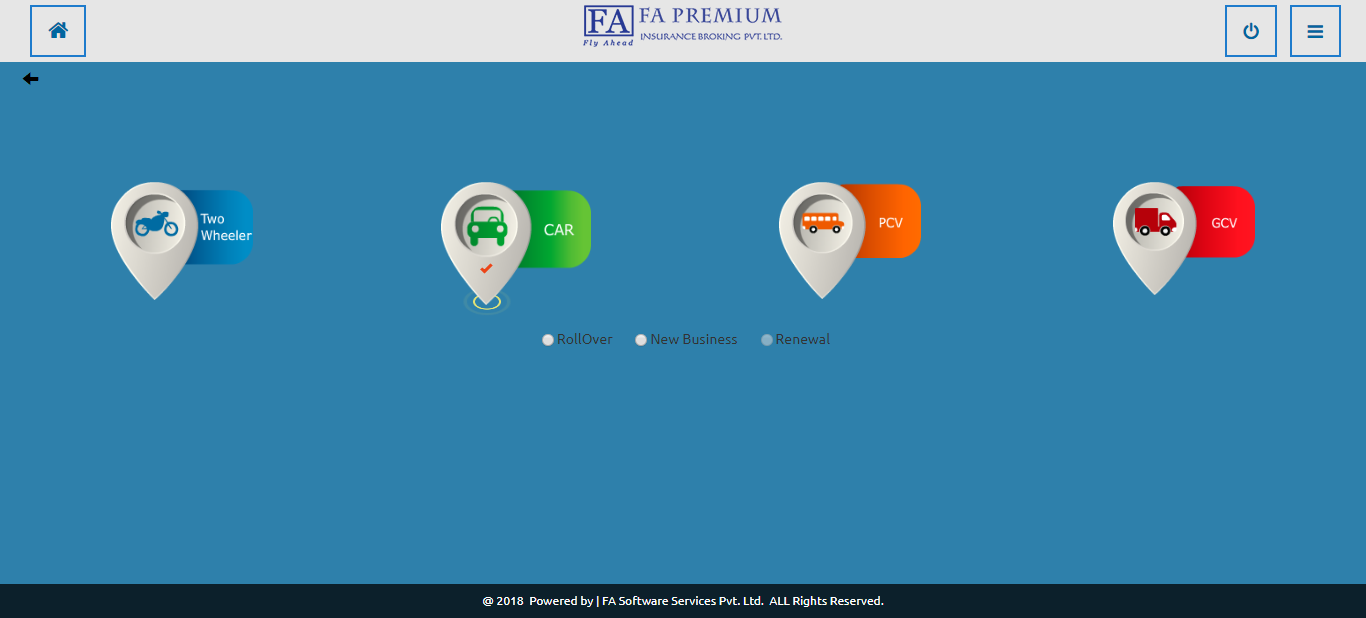 FA FA PREMIUM
Fly Ahead INSURANCE BROKING PVT. LTD.
Two
Wheeler
CAR
PCV
GCV
RollOver New Business Renewal
@ 2018 Powered by | FA Software Services Pvt. Ltd. ALL Rights Reserved.